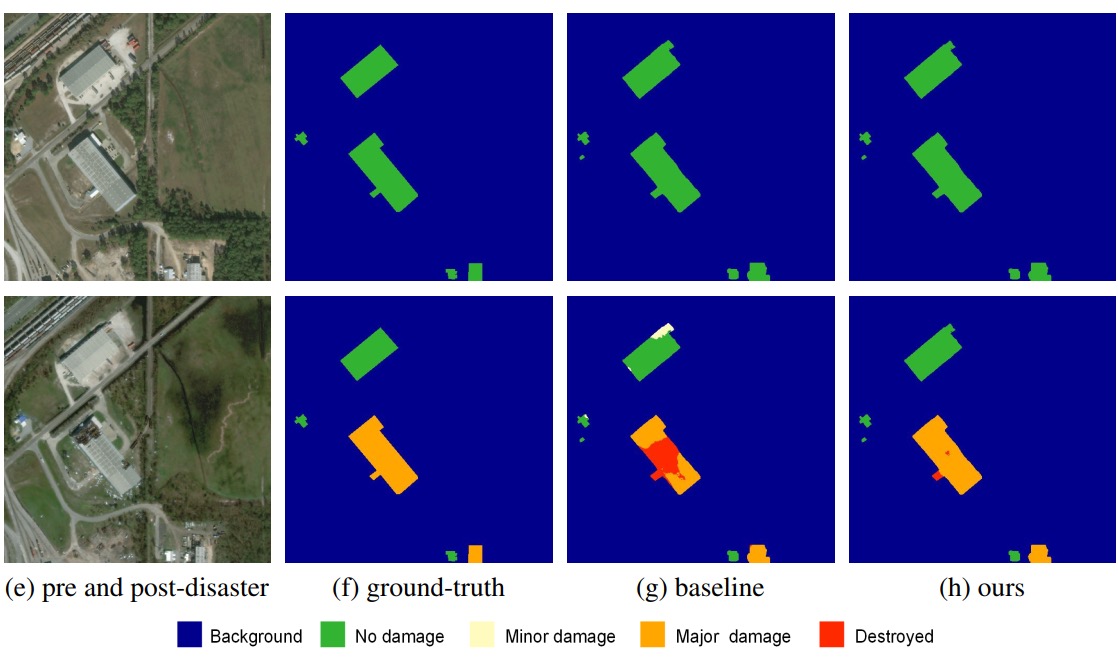 (e) pre and post-disaster (f) ground-truth (g) baseline (h) ours
Background No damage Minor damage Major damage Destroyed